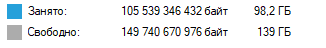 Занято: 105 539 346 432 байт 98,2 ГБ
Свободно: 149 740 670 976 байт 139 ГБ